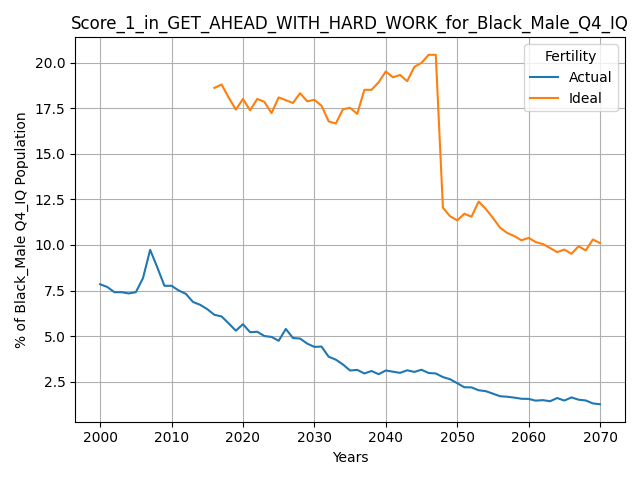 Score_1_in_GET_AHEAD_WITH_HARD_WORK_for_Black_Male_Q4_IQ
Fertility
Actual
Ideal
% of Black_Male Q4_IQ Population
20.0
17.5
15.0
12.5
10.0
7.5
5.0
2.5
2000 2010 2020 2030 2040 2050 2060 2070
Years